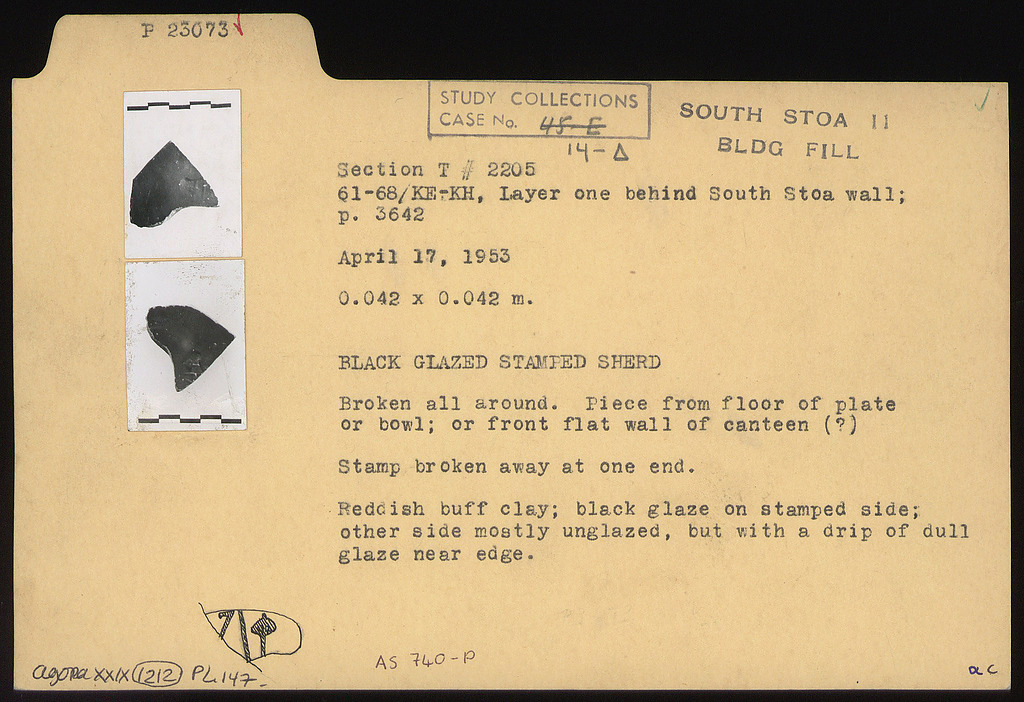 P 23073
STUDY COLLECTIONS
CASE No. 45-E
14-Δ
SOUTH STOA II
BLDG FILL
Section T # 2205
61-68/KE-KH, Layer one behind South Stoa wall;
p. 3642
April 17, 1953
0.042 x 0.042 m.
BLACK GLAZED STAMPED SHERD
Broken all around. Piece from floor of plate
or bowl; or front flat wall of canteen (?)
Stamp broken away at one end.
Reddish buff clay; black glaze on stamped side;
other side mostly unglazed, but with a drip of dull
glaze near edge.
Agora XXIX 1212 PL. 147.
AS 740-P